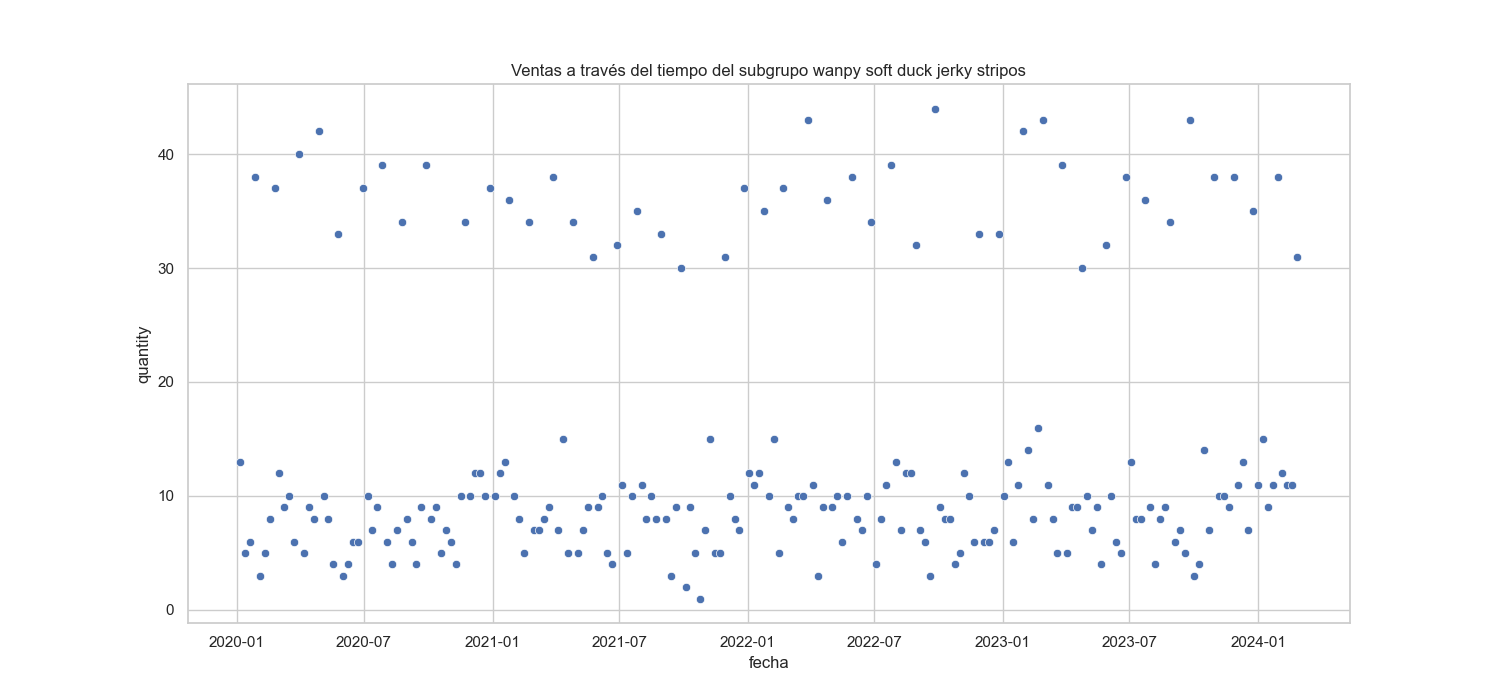 Ventas a través del tiempo del subgrupo wanpy soft duck jerky stripos
quantity
40
30
20
10
0
2020-01 2020-07 2021-01 2021-07 2022-01 2022-07 2023-01 2023-07 2024-01
fecha